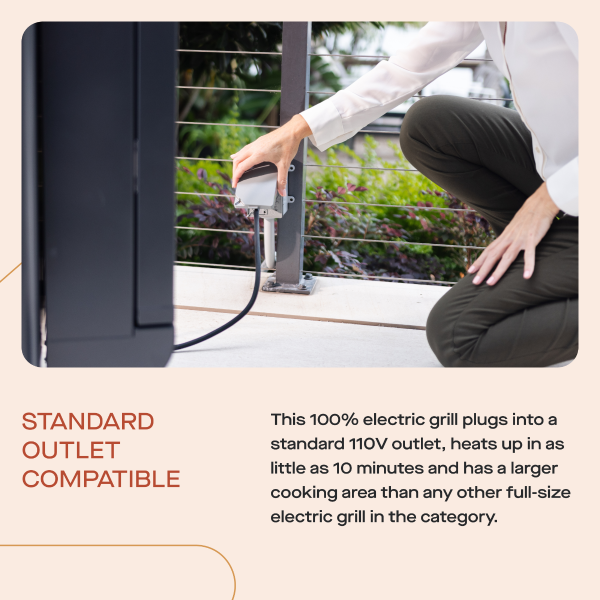 STANDARD
OUTLET
COMPATIBLE
This 100% electric grill plugs into a
standard 110V outlet, heats up in as
little as 10 minutes and has a larger
cooking area than any other full-size
electric grill in the category.